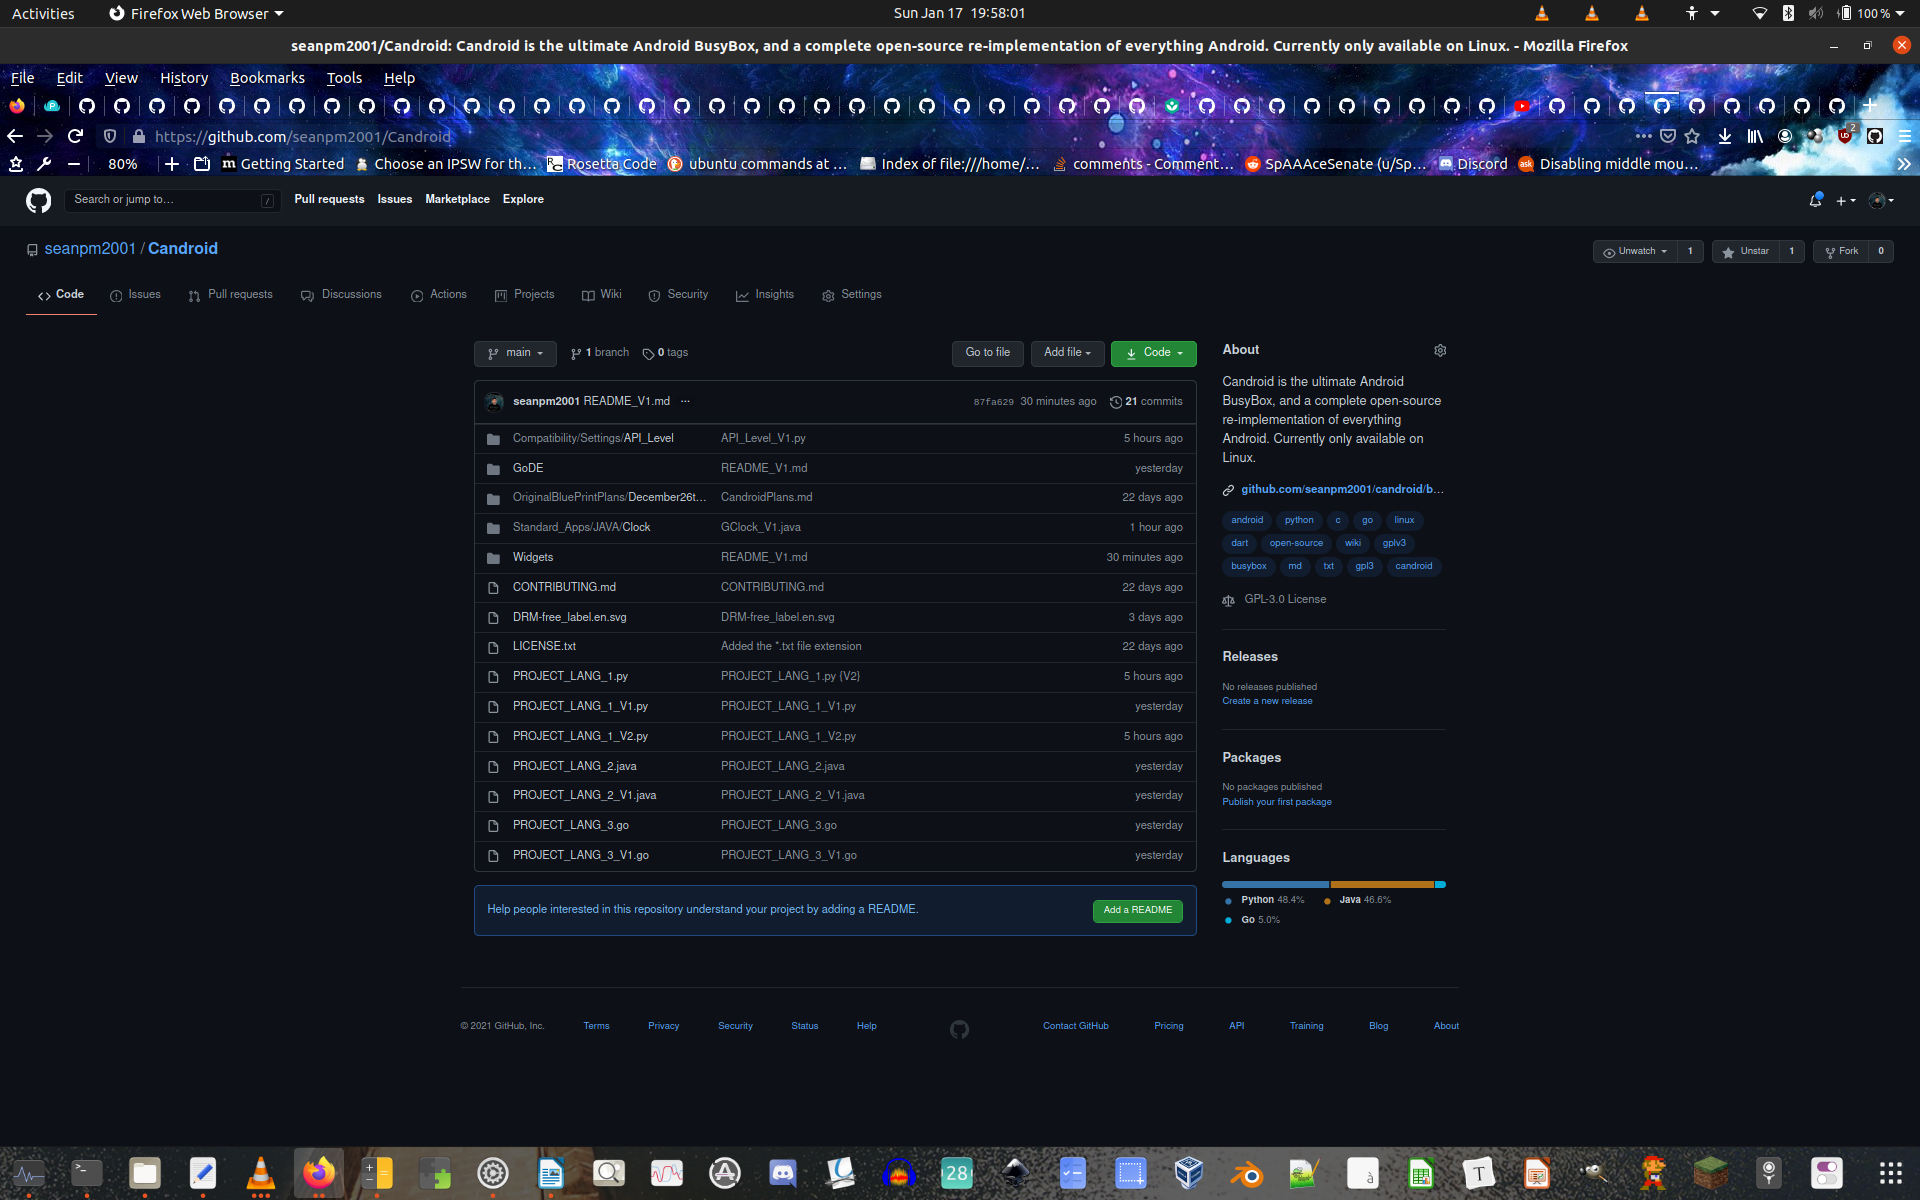 Activities
Firefox Web Browser
Sun Jan 17 19:58:01
100 %
seanpm2001/Candroid: Candroid is the ultimate Android BusyBox, and a complete open-source re-implementation of everything Android. Currently only available on Linux. - Mozilla Firefox
File Edit View History Bookmarks Tools Help
https://github.com/seanpm2001/Candroid
2
80%
Getting Started
Choose an IPSW for th…
Rosetta Code
ubuntu commands at …
Index of file:///home/…
comments - Comment…
SpAAAceSenate (u/Sp…
Discord
Disabling middle mou…
Search or jump to…
/
Pull requests Issues Marketplace Explore
seanpm2001 / Candroid
Unwatch 1
Unstar 1
Fork 0
Code Issues Pull requests Discussions Actions Projects Wiki Security Insights Settings
main
1 branch
0 tags
Go to file
Add file
Code
seanpm2001 README_V1.md ...
87fa629 30 minutes ago
21 commits
Compatibility/Settings/API_Level API_Level_V1.py 5 hours ago
GoDE README_V1.md yesterday
OriginalBluePrintPlans/December26t… CandroidPlans.md 22 days ago
Standard_Apps/JAVA/Clock GClock_V1.java 1 hour ago
Widgets README_V1.md 30 minutes ago
CONTRIBUTING.md CONTRIBUTING.md 22 days ago
DRM-free_label.en.svg DRM-free_label.en.svg 3 days ago
LICENSE.txt Added the *.txt file extension 22 days ago
PROJECT_LANG_1.py PROJECT_LANG_1.py {V2} 5 hours ago
PROJECT_LANG_1_V1.py PROJECT_LANG_1_V1.py yesterday
PROJECT_LANG_1_V2.py PROJECT_LANG_1_V2.py 5 hours ago
PROJECT_LANG_2.java PROJECT_LANG_2.java yesterday
PROJECT_LANG_2_V1.java PROJECT_LANG_2_V1.java yesterday
PROJECT_LANG_3.go PROJECT_LANG_3.go yesterday
PROJECT_LANG_3_V1.go PROJECT_LANG_3_V1.go yesterday
Help people interested in this repository understand your project by adding a README.
Add a README
About
Candroid is the ultimate Android
BusyBox, and a complete open-source
re-implementation of everything
Android. Currently only available on
Linux.
github.com/seanpm2001/candroid/b…
android python c go linux
dart open-source wiki gplv3
busybox md txt gpl3 candroid
GPL-3.0 License
Releases
No releases published
Create a new release
Packages
No packages published
Publish your first package
Languages
Python 48.4% Java 46.6%
Go 5.0%
© 2021 GitHub, Inc. Terms Privacy Security Status Help
Contact GitHub Pricing API Training Blog About
28